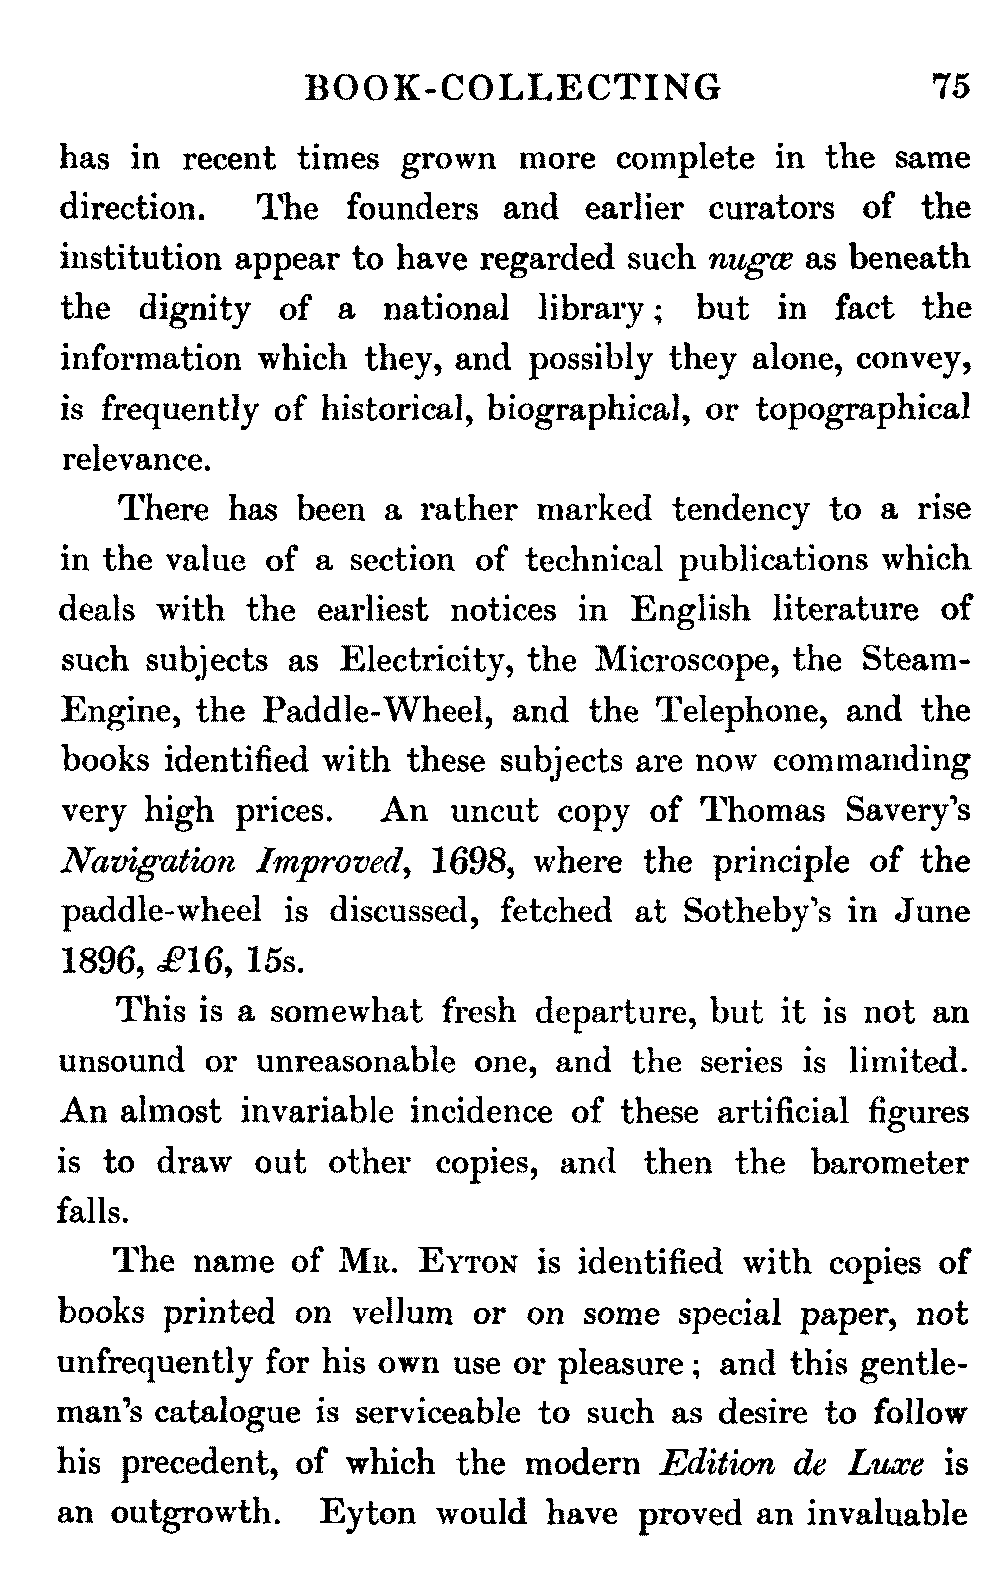 BOOK-COLLECTING 75
has in recent times grown more complete in the same
direction. The founders and earlier curators of the
institution appear to have regarded such nugæ as beneath
the dignity of a national library; but in fact the
information which they, and possibly they alone, convey,
is frequently of historical, biographical, or topographical
relevance.
There has been a rather marked tendency to a rise
in the value of a section of technical publications which
deals with the earliest notices in English literature of
such subjects as Electricity, the Microscope, the Steam-
Engine, the Paddle-Wheel, and the Telephone, and the
books identified with these subjects are now commanding
very high prices. An uncut copy of Thomas Savery's
Navigation Improved, 1698, where the principle of the
paddle-wheel is discussed, fetched at Sotheby's in June
1896, £16, 15s.
This is a somewhat fresh departure, but it is not an
unsound or unreasonable one, and the series is limited.
An almost invariable incidence of these artificial figures
is to draw out other copies, and then the barometer
falls.
The name of MR. EYTON is identified with copies of
books printed on vellum or on some special paper, not
unfrequently for his own use or pleasure; and this gentle-
man's catalogue is serviceable to such as desire to follow
his precedent, of which the modern Edition de Luxe is
an outgrowth. Eyton would have proved an invaluable